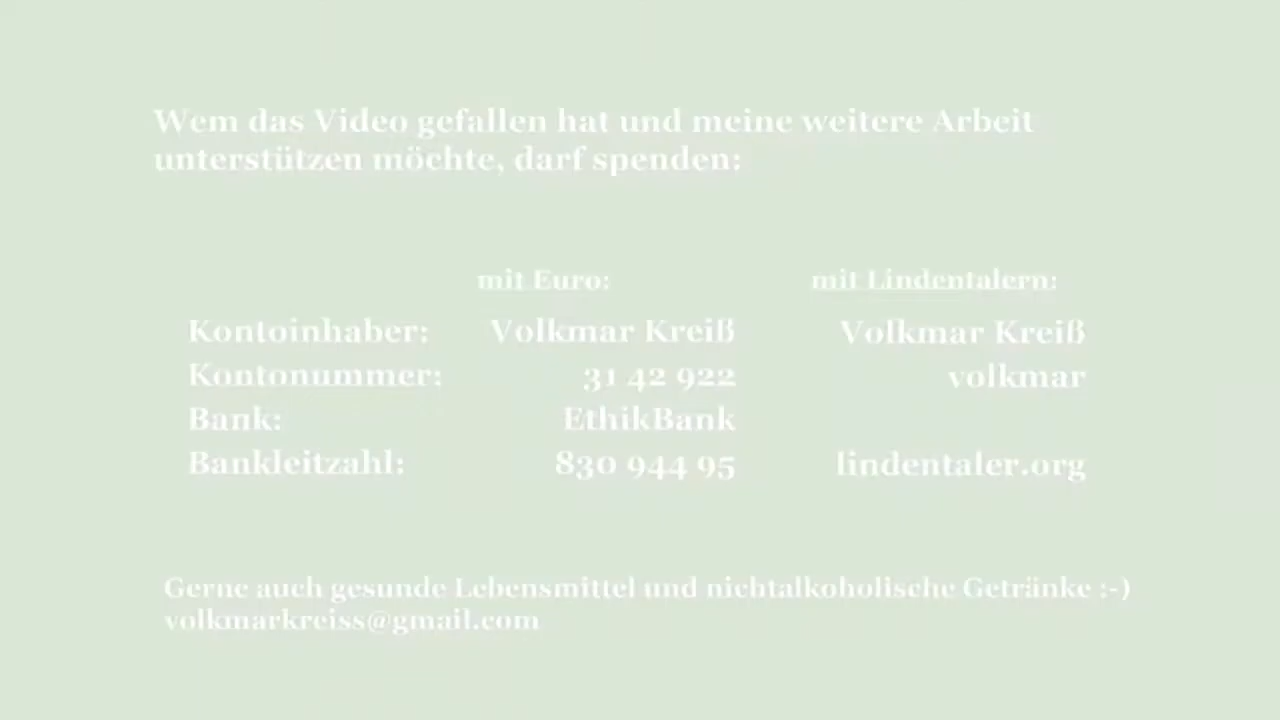 Wem das Video gefallen hat und meine weitere Arbeit
unterstützen möchte, darf spenden:
mit Euro: mit Lindentalern:
Kontoinhaber: Volkmar Kreiß Volkmar Kreiß
Kontonummer: 31 42 922 volkmar
Bank: EthikBank
Bankleitzahl: 830 944 95 lindentaler.org
Gerne auch gesunde Lebensmittel und nichtalkoholische Getränke :-)
volkmarkreiss@gmail.com